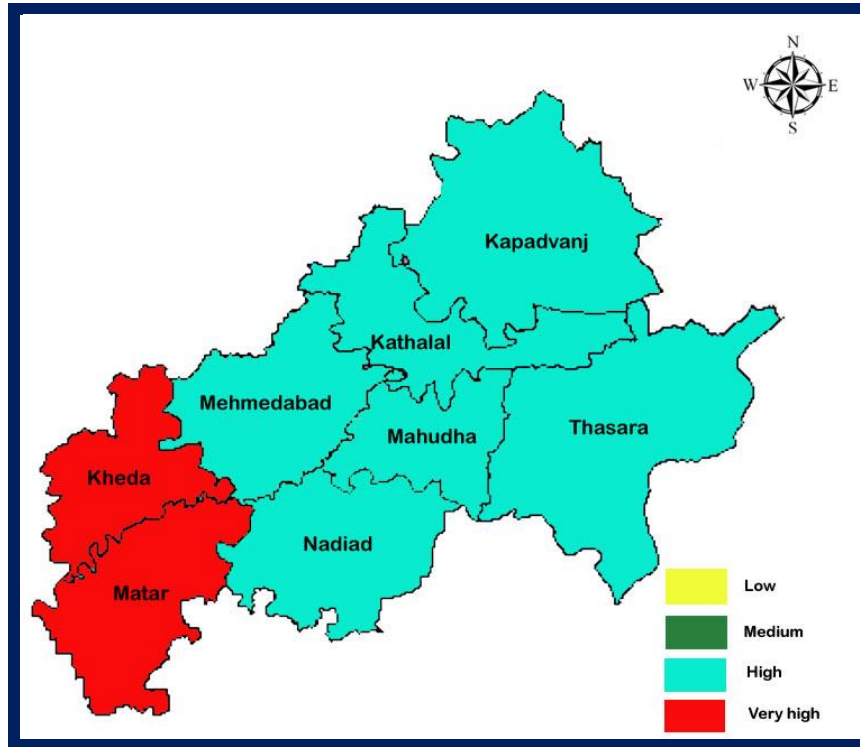 N
W E
S
Kapadvanj
Kathalal
Mehmedabad
Mahudha
Thasara
Kheda
Nadiad
Matar
Low
Medium
High
Very high